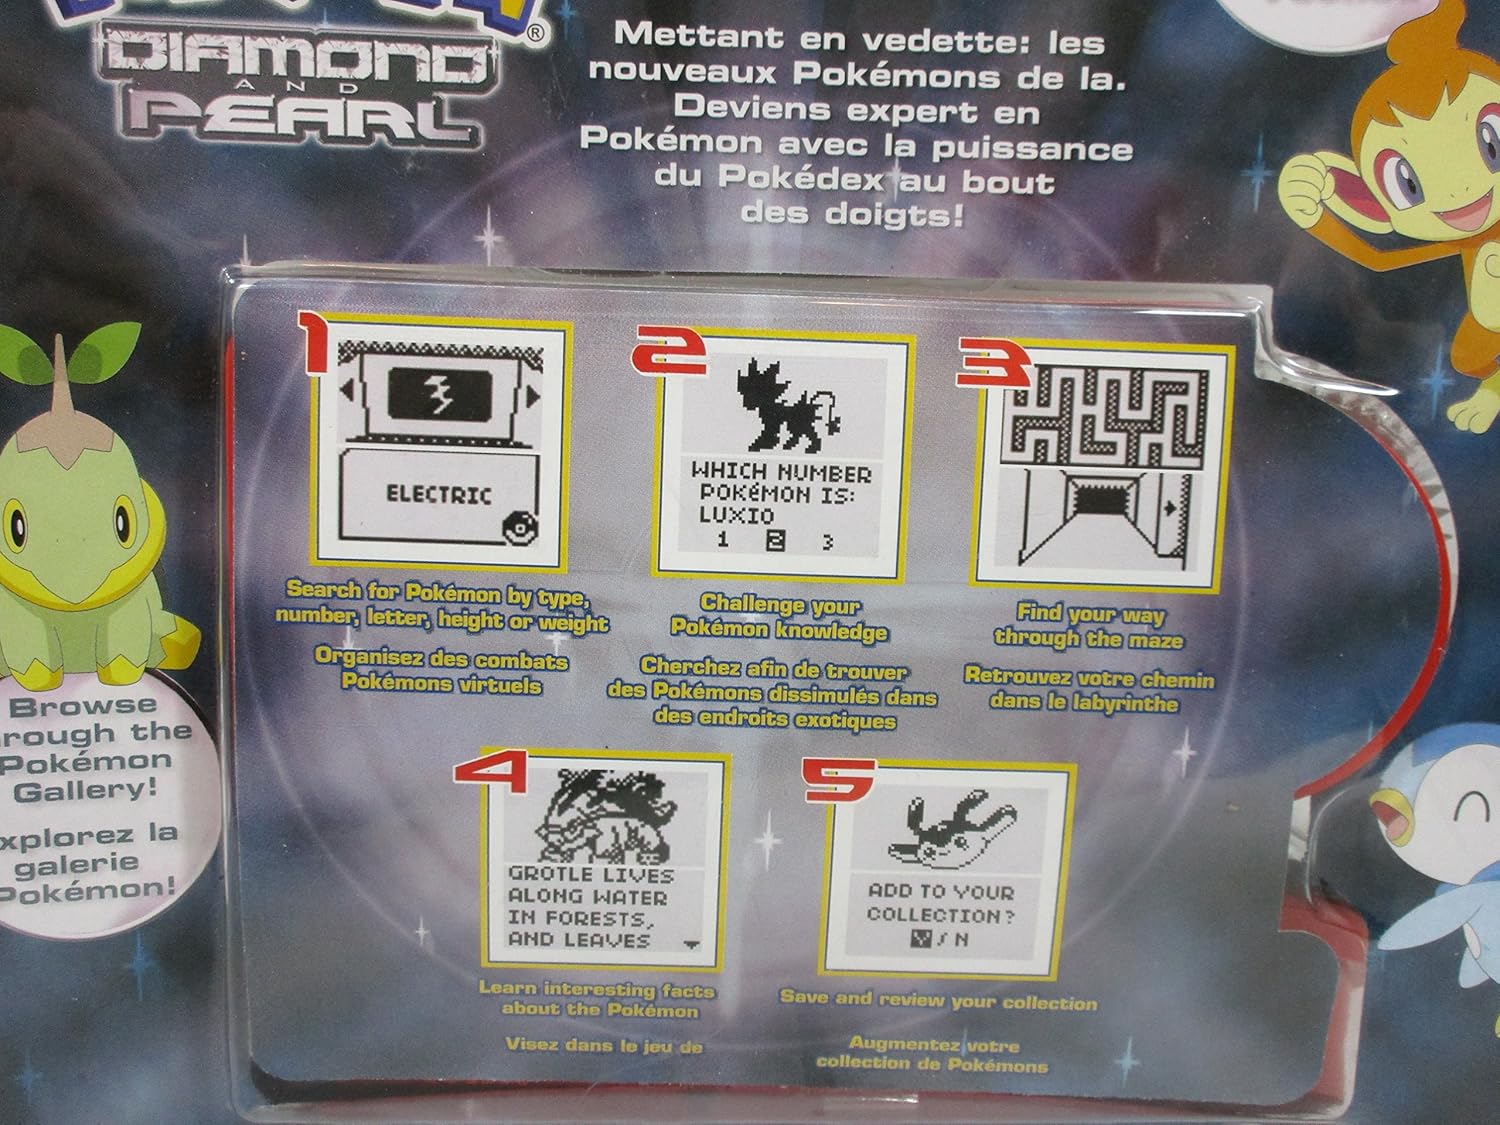 DIAMOND
AND
PEARL
®
Mettant en vedette: les
nouveaux Pokémons de la.
Deviens expert en
Pokémon avec la puissance
du Pokédex au bout
des doigts!
1
ELECTRIC
Search for Pokémon by type,
number, letter, height or weight
Organisez des combats
Pokémons virtuels
2
WHICH NUMBER
POKéMON IS:
LUXIO
1 2 3
Challenge your
Pokémon knowledge
Cherchez afin de trouver
des Pokémons dissimulés dans
des endroits exotiques
3
Find your way
through the maze
Retrouvez votre chemin
dans le labyrinthe
Browse
rough the
Pokémon
Gallery!
xplorez la
galerie
Pokémon!
4
GROTLE LIVES
ALONG WATER
IN FORESTS,
AND LEAVES
Learn interesting facts
about the Pokémon
Visez dans le jeu de
5
ADD TO YOUR
COLLECTION?
Y / N
Save and review your collection
Augmentez votre
collection de Pokémons